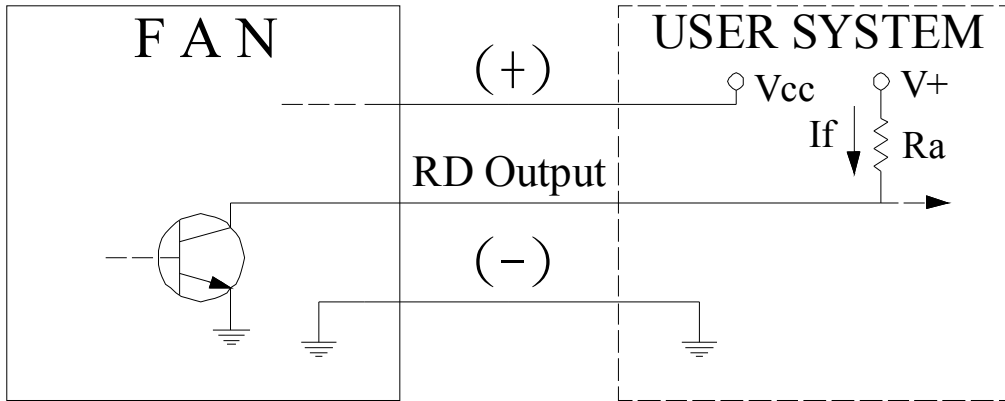 F A N
USER SYSTEM
(+)
Vcc
V+
If
Ra
RD Output
(-)